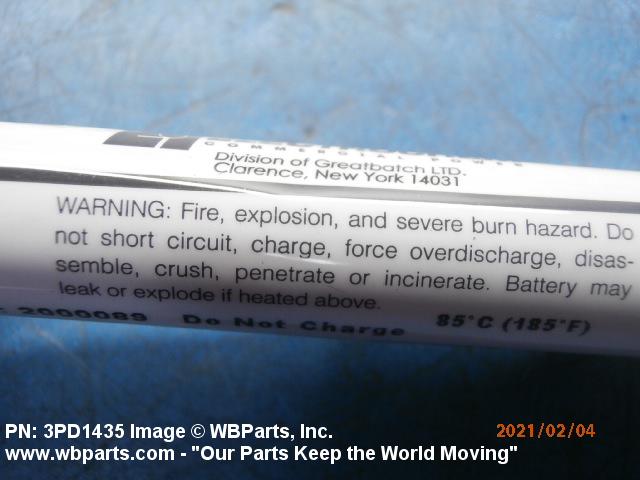 COMMERCIAL POWER
Division of Greatbatch LTD.
Clarence, New York 14031
WARNING: Fire, explosion, and severe burn hazard. Do
not short circuit, charge, force overdischarge, disas-
semble, crush, penetrate or incinerate. Battery may
leak or explode if heated above.
2000089 Do Not Charge 85°C (185°F)
PN: 3PD1435 Image © WBParts, Inc.
2021/02/04
www.wbparts.com - "Our Parts Keep the World Moving"